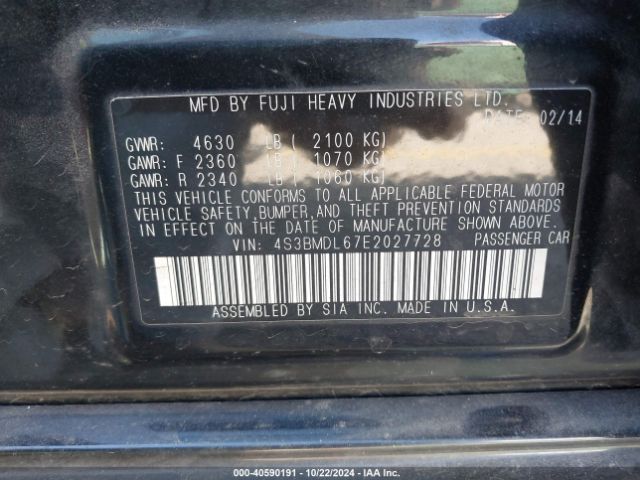 MFD BY FUJI HEAVY INDUSTRIES LTD.
DATE 02/14
GVWR: 4630 LB ( 2100 KG)
GAWR: F 2360 LB ( 1070 KG)
GAWR: R 2340 LB ( 1060 KG)
THIS VEHICLE CONFORMS TO ALL APPLICABLE FEDERAL MOTOR
VEHICLE SAFETY, BUMPER, AND THEFT PREVENTION STANDARDS
IN EFFECT ON THE DATE OF MANUFACTURE SHOWN ABOVE.
VIN: 4S3BMDL67E2027728 PASSENGER CAR
ASSEMBLED BY SIA INC. MADE IN U.S.A.
000-40590191 - 10/22/2024 - IAA Inc.